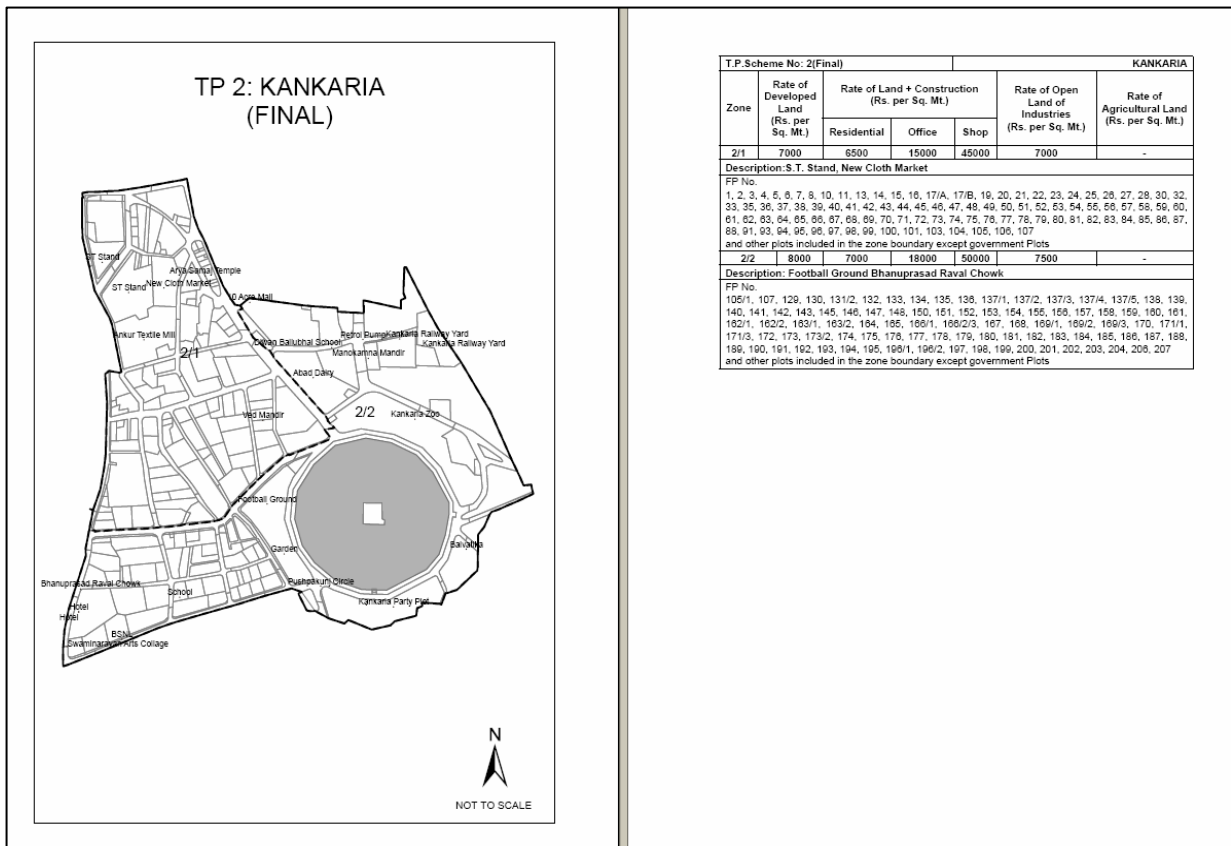 TP 2: KANKARIA
(FINAL)
ST Stand
Arya Samaj Temple
ST Stand
New Cloth Market
0 Acre Mall
Ankur Textile Mill
Petrol Pump
Kankaria Railway Yard
Diwan Ballubhai School
Kankaria Railway Yard
2/1
Manokamna Mandir
Abad Dairy
2/2
Ved Mandir
Kankaria Zoo
Football Ground
Garden
Balvatika
Bhanuprasad Raval Chowk
Pushpakunj Circle
School
Hotel
Kankaria Party Plot
Hotel
BSNL
Swaminarayan Arts Collage
N
NOT TO SCALE
T.P.Scheme No: 2(Final) KANKARIA
Zone
Rate of Developed Land (Rs. per Sq. Mt.)
Rate of Land + Construction (Rs. per Sq. Mt.)
Residential Office Shop
Rate of Open Land of Industries (Rs. per Sq. Mt.)
Rate of Agricultural Land (Rs. per Sq. Mt.)
2/1 7000 6500 15000 45000 7000 -
Description:S.T. Stand, New Cloth Market
FP No.
1, 2, 3, 4, 5, 6, 7, 8, 10, 11, 13, 14, 15, 16, 17/A, 17/B, 19, 20, 21, 22, 23, 24, 25, 26, 27, 28, 30, 32,
33, 35, 36, 37, 38, 39, 40, 41, 42, 43, 44, 45, 46, 47, 48, 49, 50, 51, 52, 53, 54, 55, 56, 57, 58, 59, 60,
61, 62, 63, 64, 65, 66, 67, 68, 69, 70, 71, 72, 73, 74, 75, 76, 77, 78, 79, 80, 81, 82, 83, 84, 85, 86, 87,
88, 91, 93, 94, 95, 96, 97, 98, 99, 100, 101, 103, 104, 105, 106, 107
and other plots included in the zone boundary except government Plots
2/2 8000 7000 18000 50000 7500 -
Description: Football Ground Bhanuprasad Raval Chowk
FP No.
105/1, 107, 129, 130, 131/2, 132, 133, 134, 135, 136, 137/1, 137/2, 137/3, 137/4, 137/5, 138, 139,
140, 141, 142, 143, 145, 146, 147, 148, 150, 151, 152, 153, 154, 155, 156, 157, 158, 159, 160, 161,
162/1, 162/2, 163/1, 163/2, 164, 165, 166/1, 166/2/3, 167, 168, 169/1, 169/2, 169/3, 170, 171/1,
171/3, 172, 173, 173/2, 174, 175, 176, 177, 178, 179, 180, 181, 182, 183, 184, 185, 186, 187, 188,
189, 190, 191, 192, 193, 194, 195, 196/1, 196/2, 197, 198, 199, 200, 201, 202, 203, 204, 206, 207
and other plots included in the zone boundary except government Plots